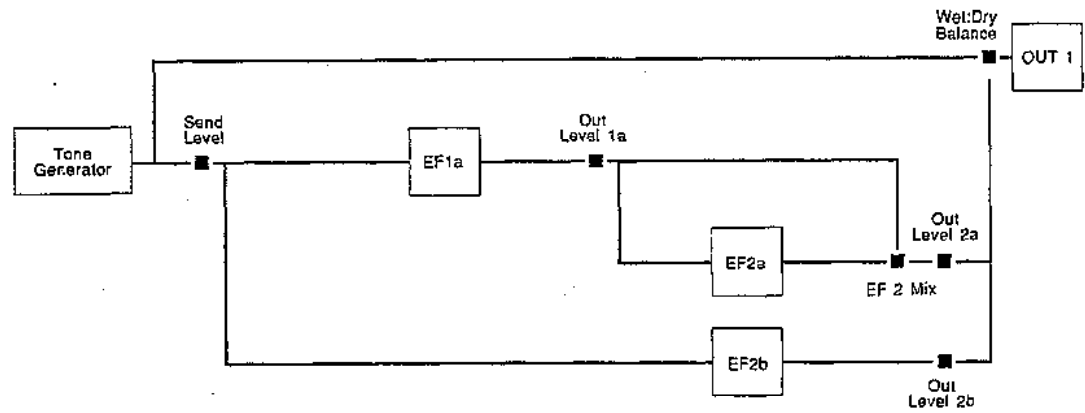 Wet:Dry
Balance
OUT 1
Send
Level
Out
Level 1a
Tone
Generator
EF1a
Out
Level 2a
EF2a
EF 2 Mix
EF2b
Out
Level 2b